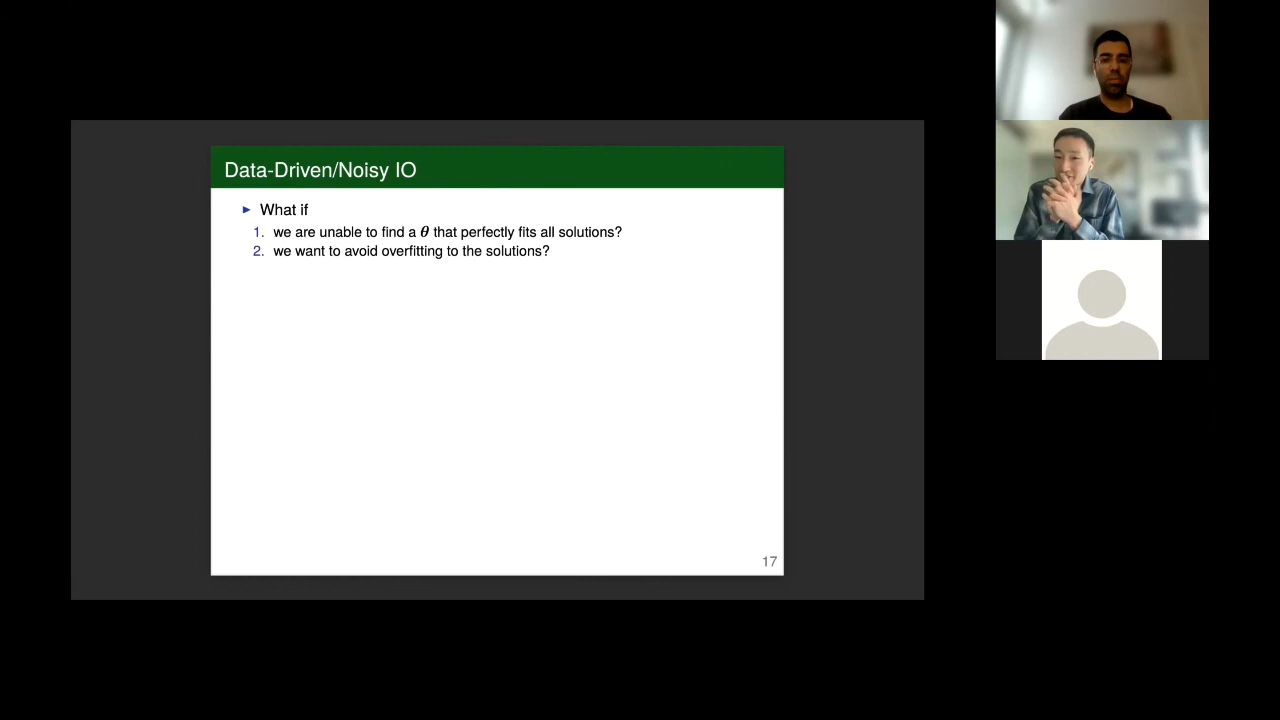 Data-Driven/Noisy IO
► What if
1. we are unable to find a θ that perfectly fits all solutions?
2. we want to avoid overfitting to the solutions?
17